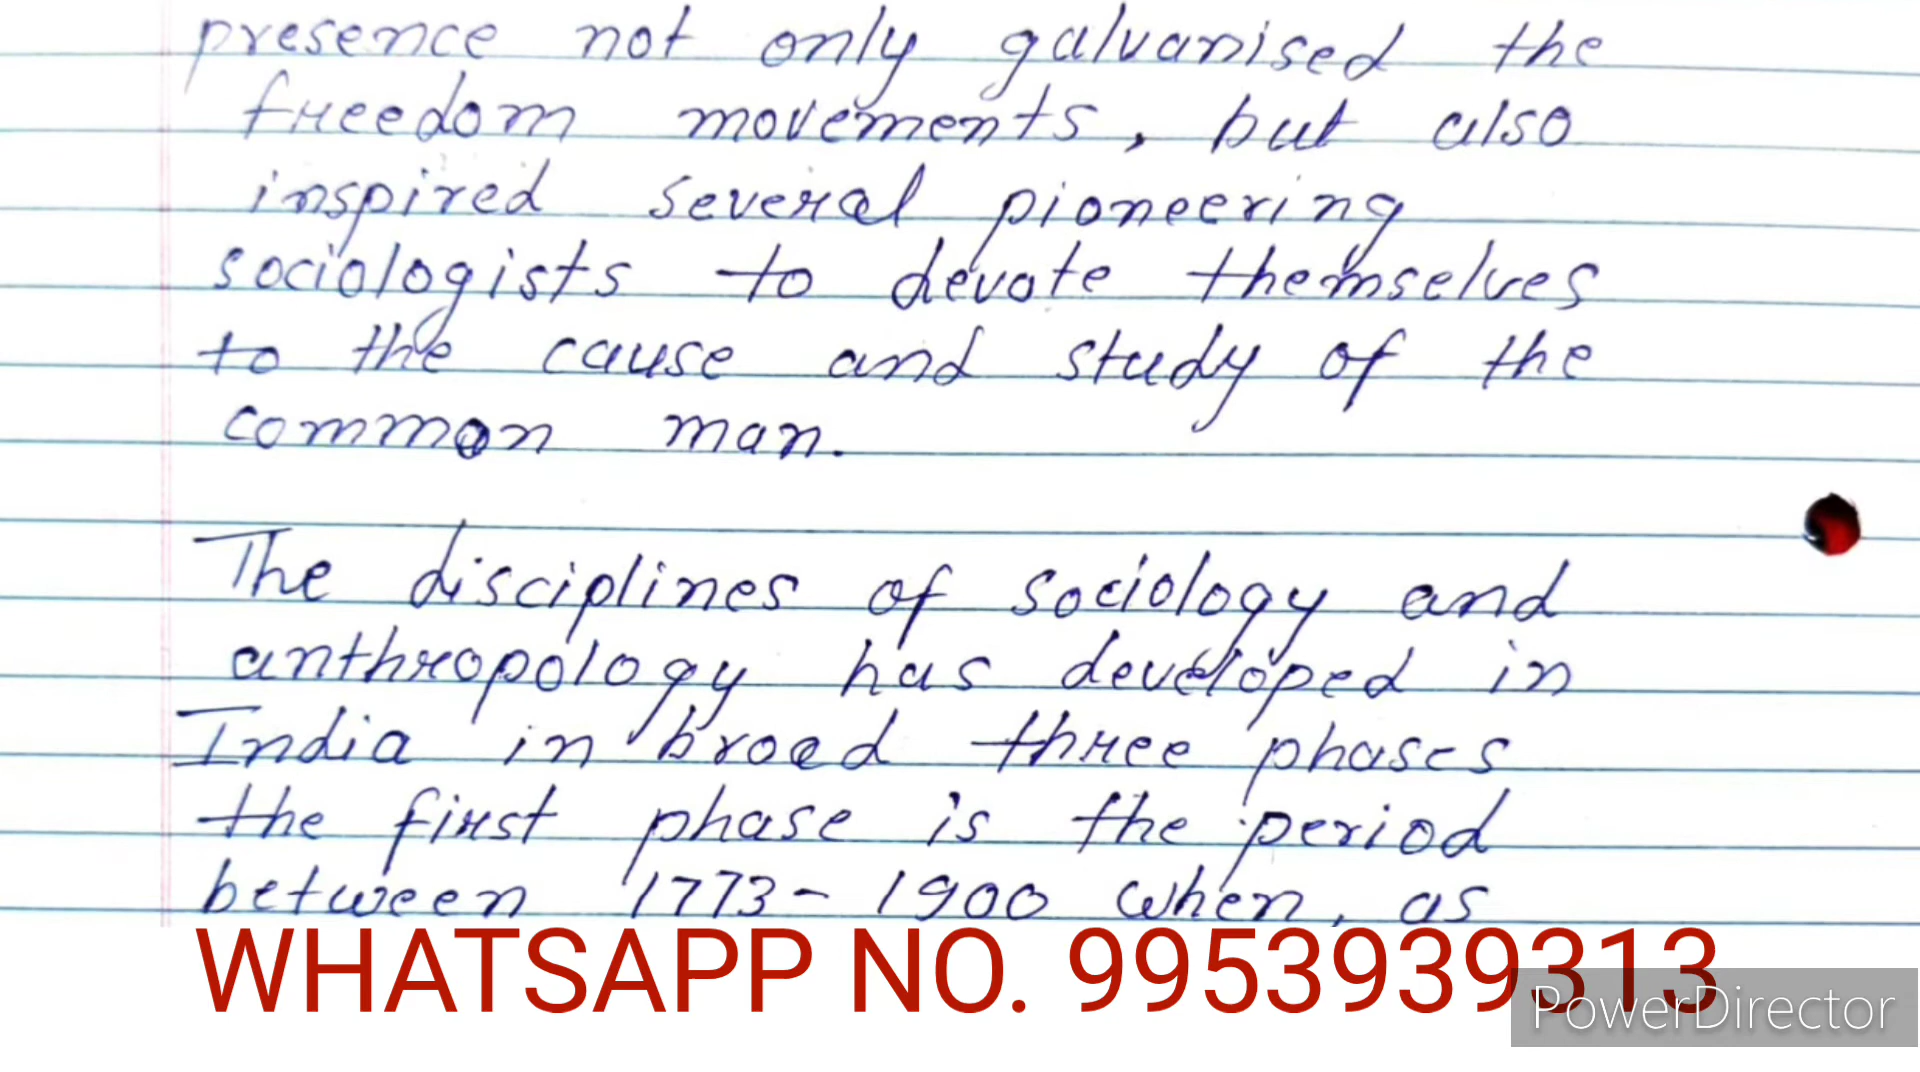 presence not only galvanised the
freedom movements, but also
inspired several pioneering
sociologists to devote themselves
to the cause and study of the
common man.
The disciplines of sociology and
anthropology has developed in
India in broad three phases
the first phase is the period
between 1773- 1900 when, as
WHATSAPP NO. 9953939313
PowerDirector